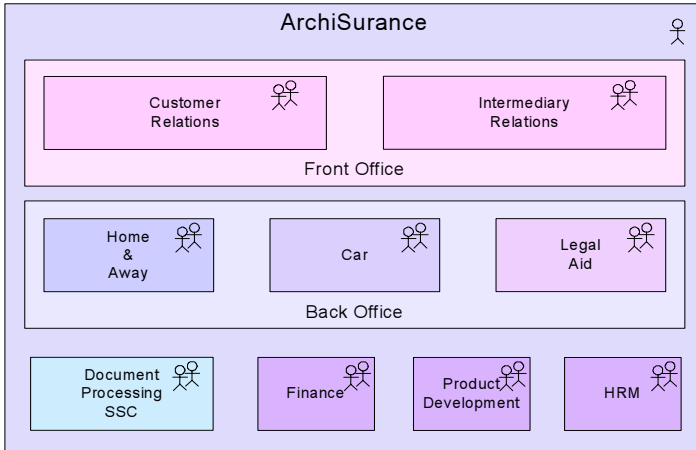 ArchiSurance
Customer
Relations
Intermediary
Relations
Front Office
Home
&
Away
Car
Legal
Aid
Back Office
Document
Processing
SSC
Finance
Product
Development
HRM